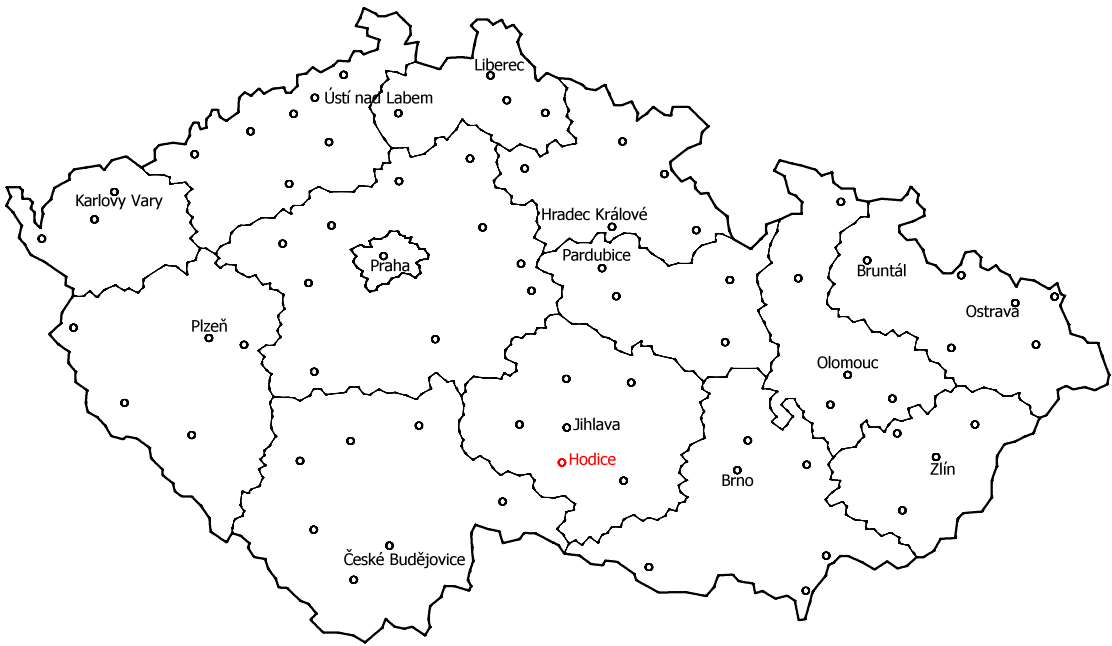 Liberec
Ústí nad Labem
Karlovy Vary
Hradec Králové
Pardubice
Praha
Bruntál
Ostrava
Plzeň
Olomouc
Jihlava
Hodice
Zlín
Brno
České Budějovice